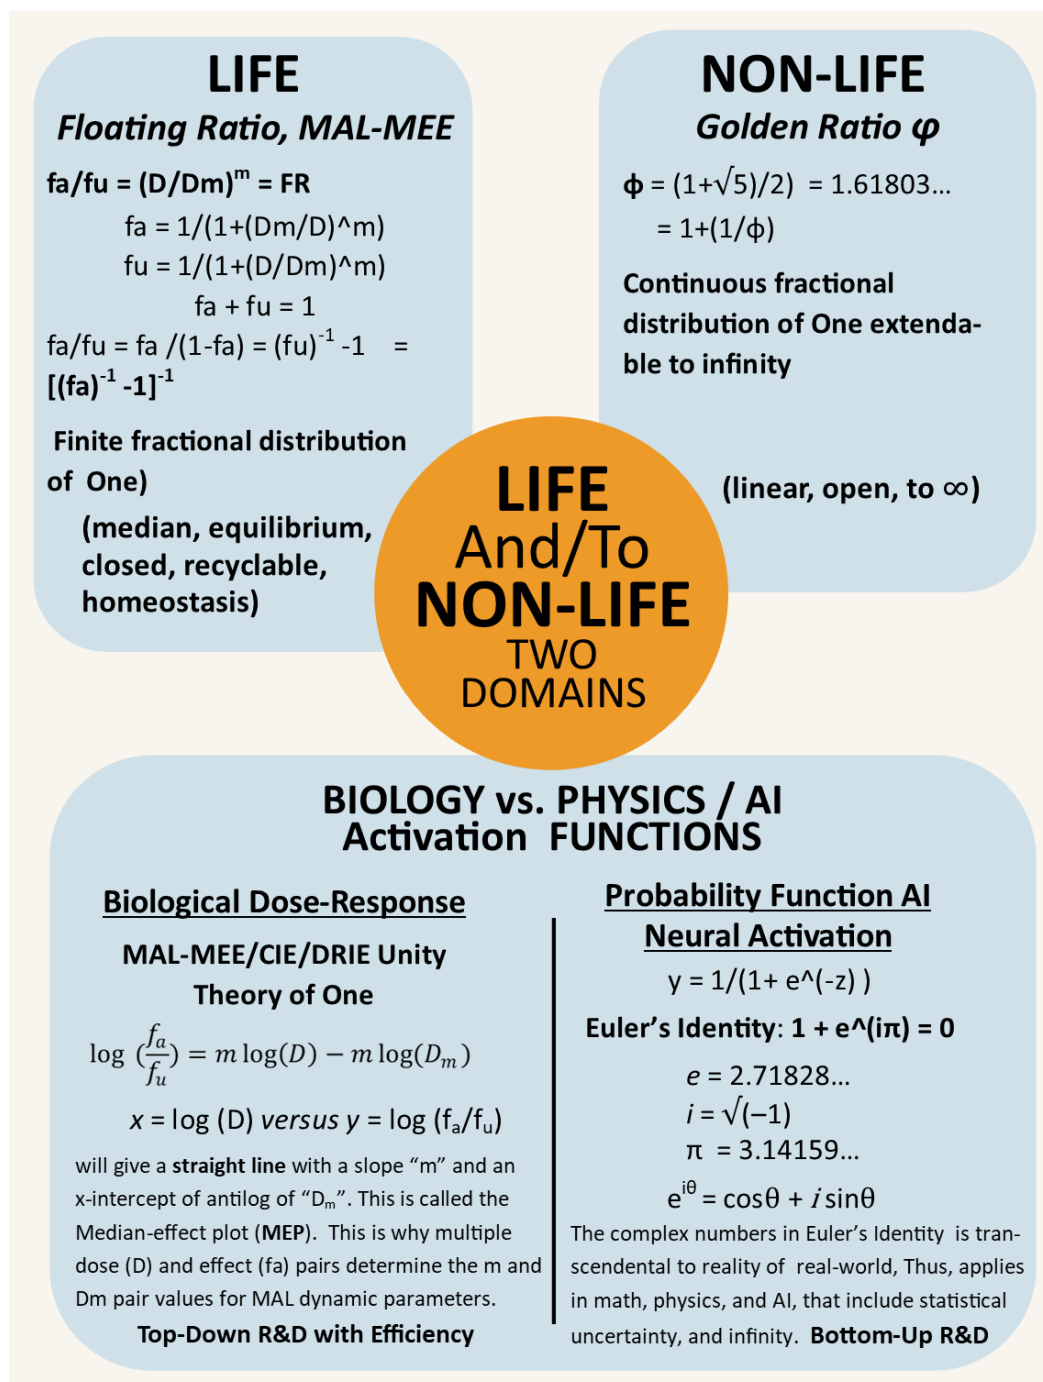 LIFE
Floating Ratio, MAL-MEE
fa/fu = (D/Dm)^m = FR
fa = 1/(1+(Dm/D)^m)
fu = 1/(1+(D/Dm)^m)
fa + fu = 1
fa/fu = fa /(1-fa) = (fu)^-1 -1 =
[(fa)^-1 -1]^-1
Finite fractional distribution
of One)
(median, equilibrium,
closed, recyclable,
homeostasis)
NON-LIFE
Golden Ratio φ
ϕ = (1+√5)/2) = 1.61803...
= 1+(1/ϕ)
Continuous fractional
distribution of One extenda-
ble to infinity
(linear, open, to ∞)
LIFE
And/To
NON-LIFE
TWO
DOMAINS
BIOLOGY vs. PHYSICS / AI
Activation FUNCTIONS
Biological Dose-Response
MAL-MEE/CIE/DRIE Unity
Theory of One
log (f_a/f_u) = m log(D) − m log(D_m)
x = log (D) versus y = log (f_a/f_u)
will give a straight line with a slope “m” and an
x-intercept of antilog of “D_m”. This is called the
Median-effect plot (MEP). This is why multiple
dose (D) and effect (fa) pairs determine the m and
Dm pair values for MAL dynamic parameters.
Top-Down R&D with Efficiency
Probability Function AI
Neural Activation
y = 1/(1+ e^(-z) )
Euler’s Identity: 1 + e^(iπ) = 0
e = 2.71828...
i = √(−1)
π = 3.14159...
e^iθ = cosθ + i sinθ
The complex numbers in Euler’s Identity is tran-
scendental to reality of real-world, Thus, applies
in math, physics, and AI, that include statistical
uncertainty, and infinity. Bottom-Up R&D